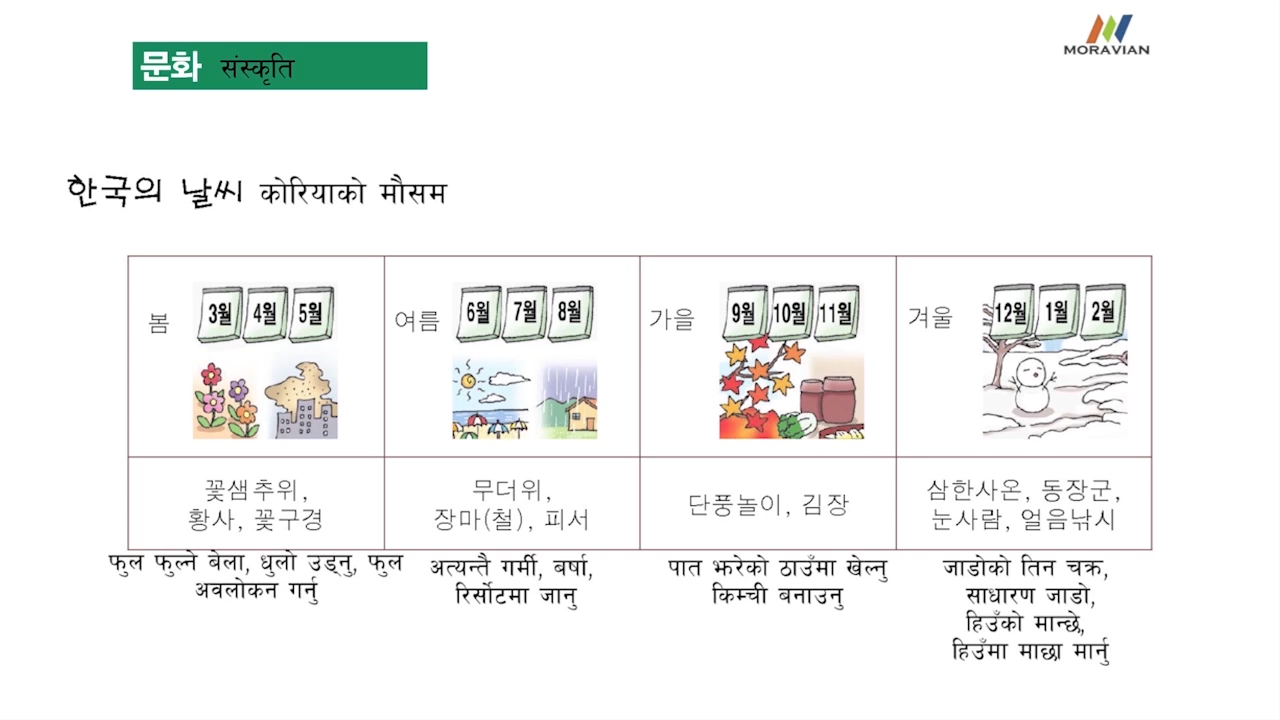 문화 संस्कृति
MORAVIAN
한국의 날씨 कोरियाको मौसम
봄
3월 4월 5월
여름
6월 7월 8월
가을
9월 10월 11월
겨울
12월 1월 2월
꽃샘추위,
황사, 꽃구경
무더위,
장마(철), 피서
단풍놀이, 김장
삼한사온, 동장군,
눈사람, 얼음낚시
फुल फुल्ने बेला, धुलो उड्नु, फुल
अवलोकन गर्नु
अत्यन्तै गर्मी, बर्षा,
रिर्सोटमा जानु
पात झरेको ठाउँमा खेल्नु
किम्ची बनाउनु
जाडोको तिन चक्र,
साधारण जाडो,
हिउँको मान्छे,
हिउँमा माछा मार्नु